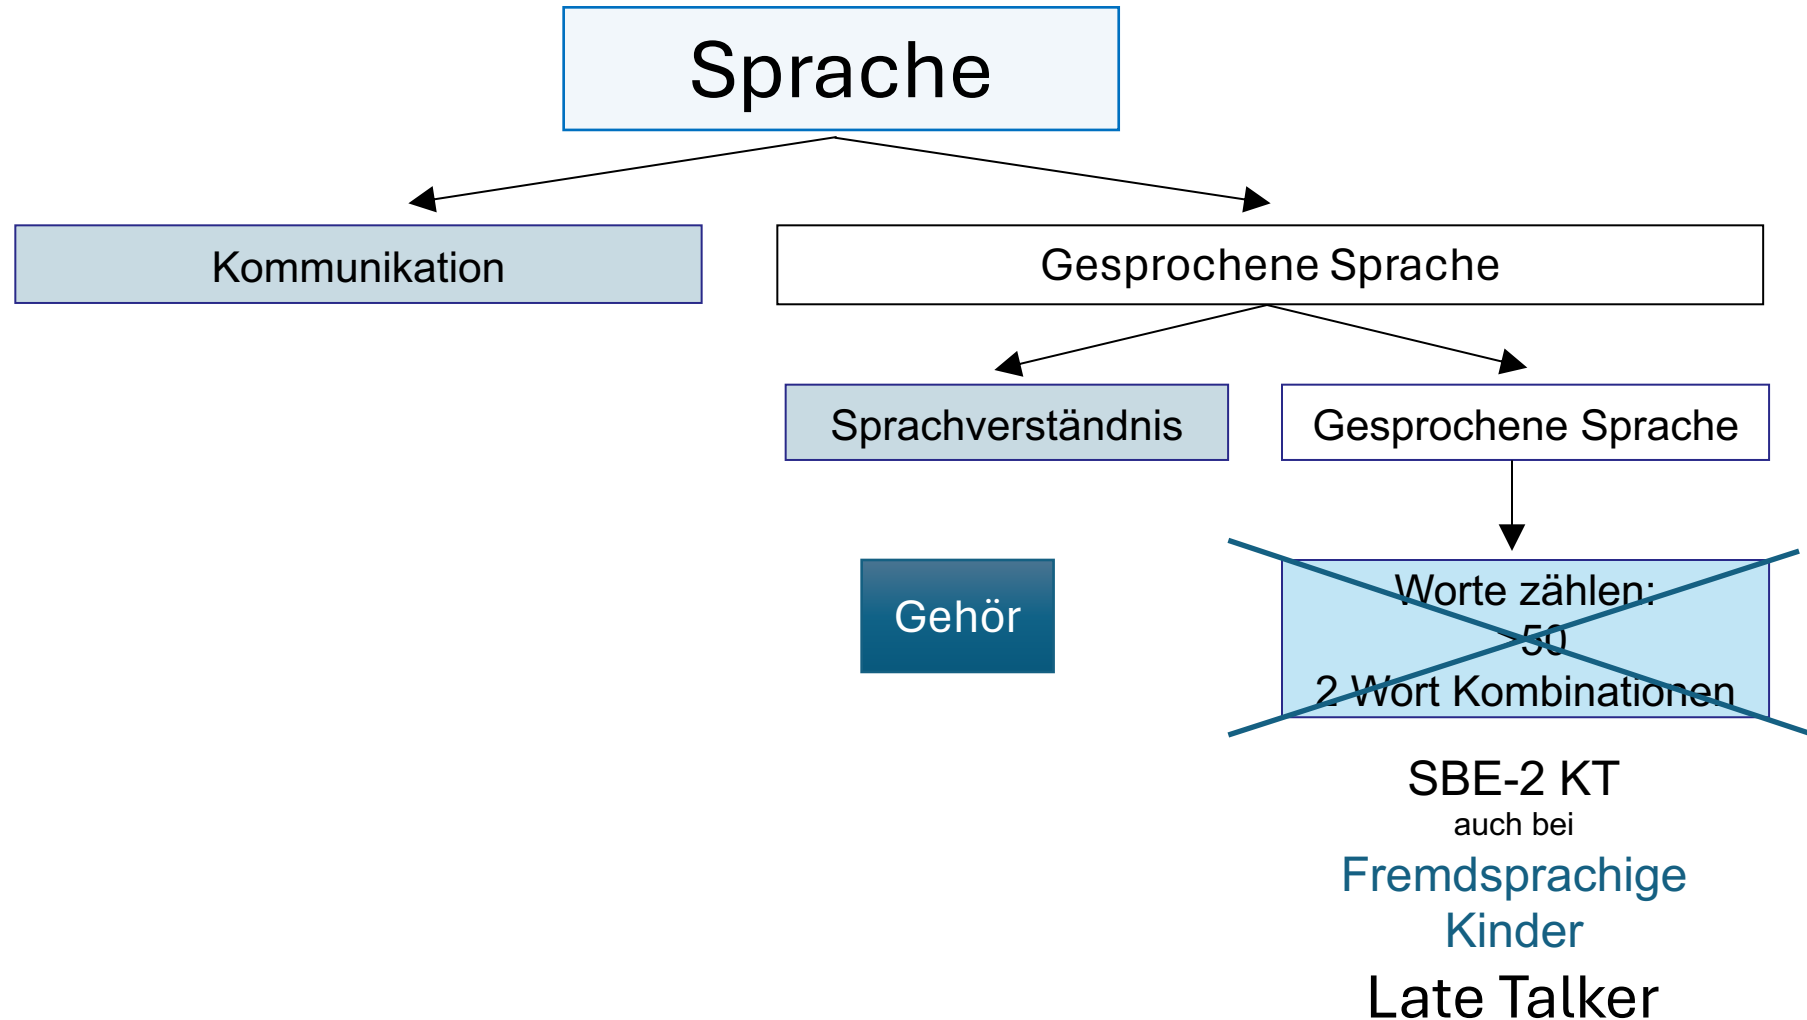 Sprache
Kommunikation
Gesprochene Sprache
Sprachverständnis
Gesprochene Sprache
Gehör
Worte zählen:
50
2 Wort Kombinationen
SBE-2 KT
auch bei
Fremdsprachige
Kinder
Late Talker